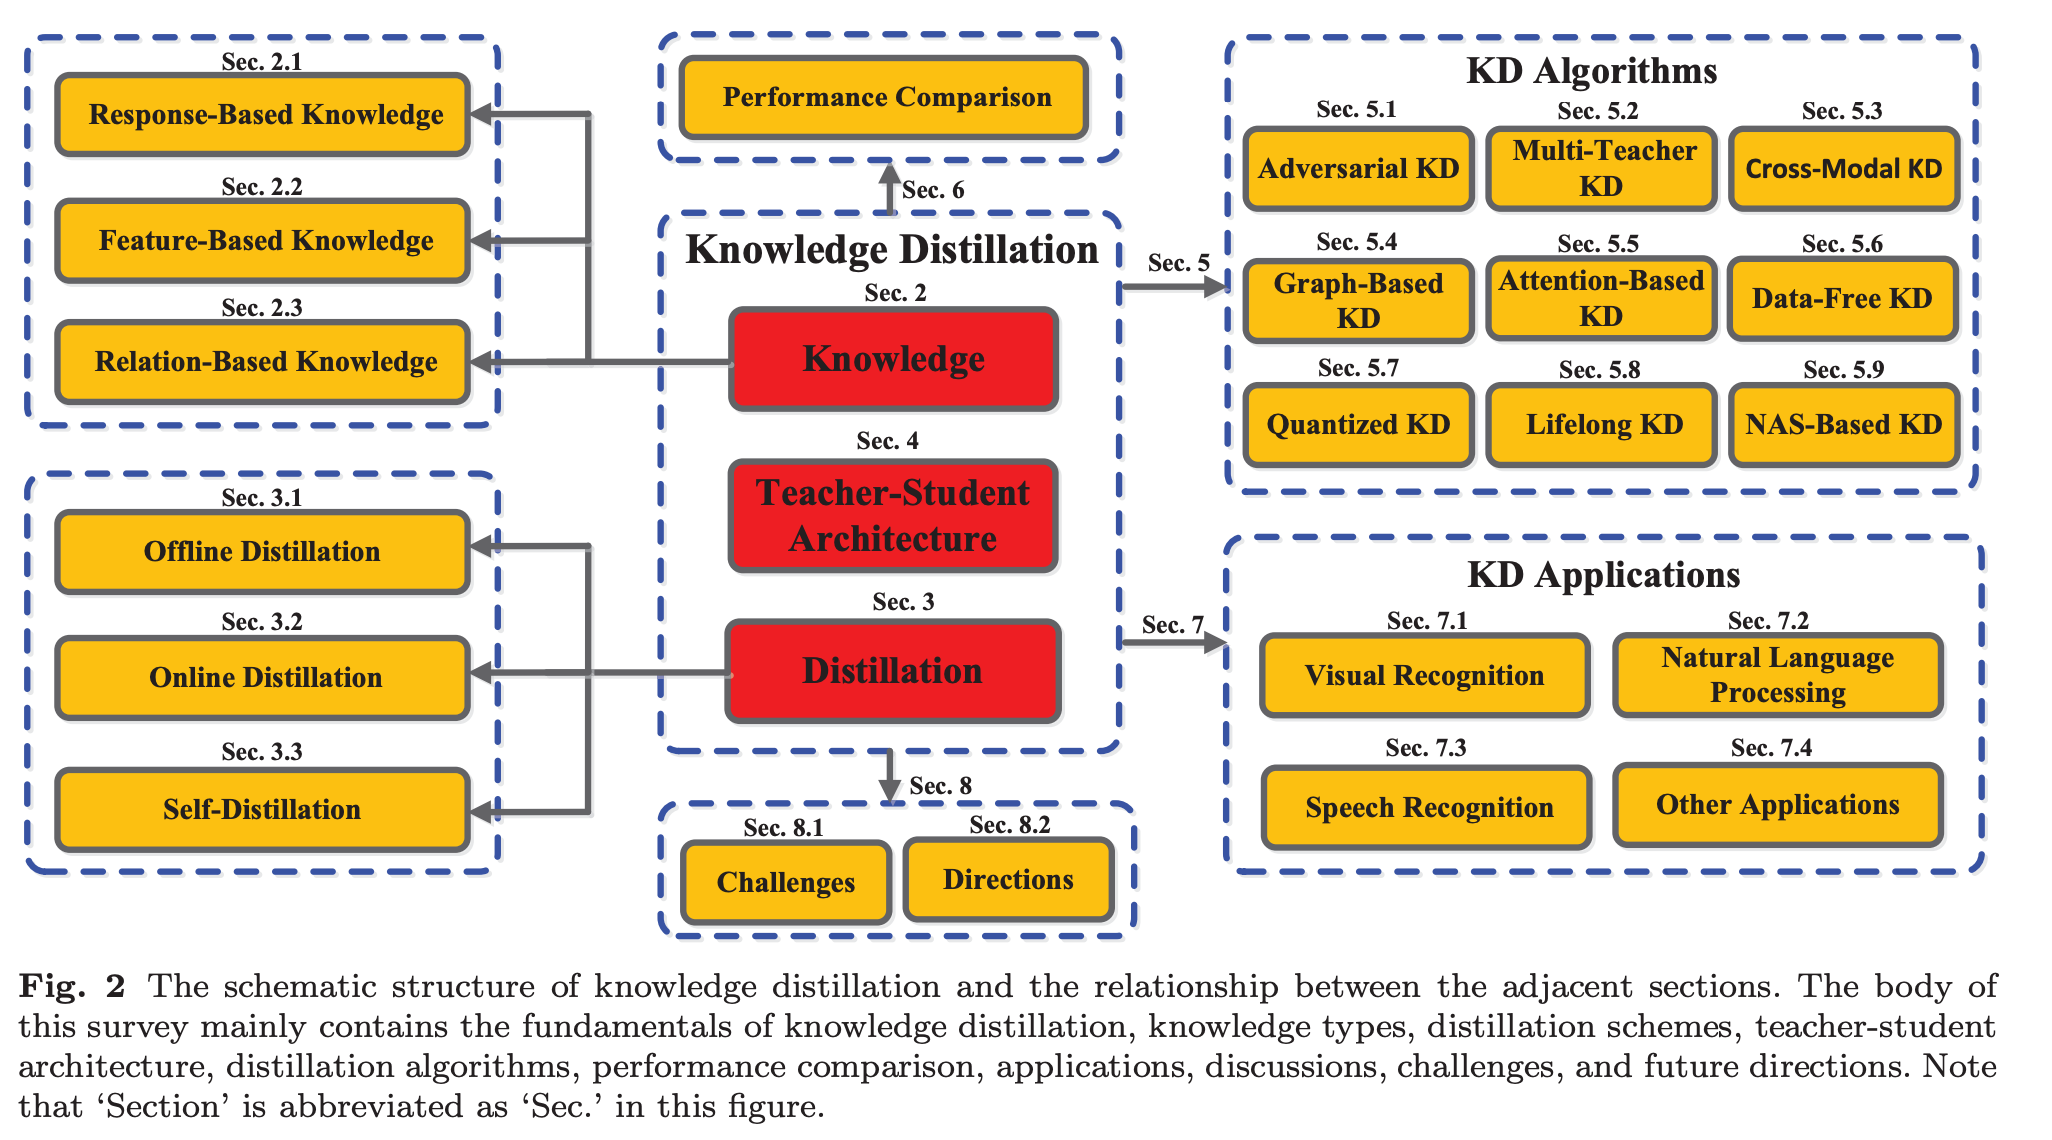 Sec. 2.1
Response-Based Knowledge
Sec. 2.2
Feature-Based Knowledge
Sec. 2.3
Relation-Based Knowledge
Sec. 3.1
Offline Distillation
Sec. 3.2
Online Distillation
Sec. 3.3
Self-Distillation
Performance Comparison
Sec. 6
Knowledge Distillation
Sec. 2
Knowledge
Sec. 4
Teacher-Student
Architecture
Sec. 3
Distillation
Sec. 8
Sec. 8.1
Challenges
Sec. 8.2
Directions
Sec. 5
KD Algorithms
Sec. 5.1
Adversarial KD
Sec. 5.2
Multi-Teacher
KD
Sec. 5.3
Cross-Modal KD
Sec. 5.4
Graph-Based
KD
Sec. 5.5
Attention-Based
KD
Sec. 5.6
Data-Free KD
Sec. 5.7
Quantized KD
Sec. 5.8
Lifelong KD
Sec. 5.9
NAS-Based KD
Sec. 7
KD Applications
Sec. 7.1
Visual Recognition
Sec. 7.2
Natural Language
Processing
Sec. 7.3
Speech Recognition
Sec. 7.4
Other Applications
Fig. 2 The schematic structure of knowledge distillation and the relationship between the adjacent sections. The body of
this survey mainly contains the fundamentals of knowledge distillation, knowledge types, distillation schemes, teacher-student
architecture, distillation algorithms, performance comparison, applications, discussions, challenges, and future directions. Note
that ‘Section’ is abbreviated as ‘Sec.’ in this figure.